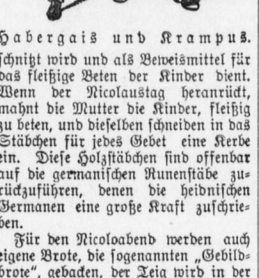 Habergais und Krampus.
schnitzt wird und als Beweismittel für
das fleißige Beten der Kinder dient.
Wenn der Nicolaustag heranrückt,
mahnt die Mutter die Kinder, fleißig
zu beten, und dieselben schneiden in das
Stäbchen für jedes Gebet eine Kerbe
ein. Diese Holzstäbchen sind offenbar
auf die germanischen Runenstäbe zu-
rückzuführen, denen die heidnischen
Germanen eine große Kraft zuschrie-
ben.
Für den Nicoloabend werden auch
eigene Brote, die sogenannten „Gebild-
brote“, gebacken, der Teig wird in der